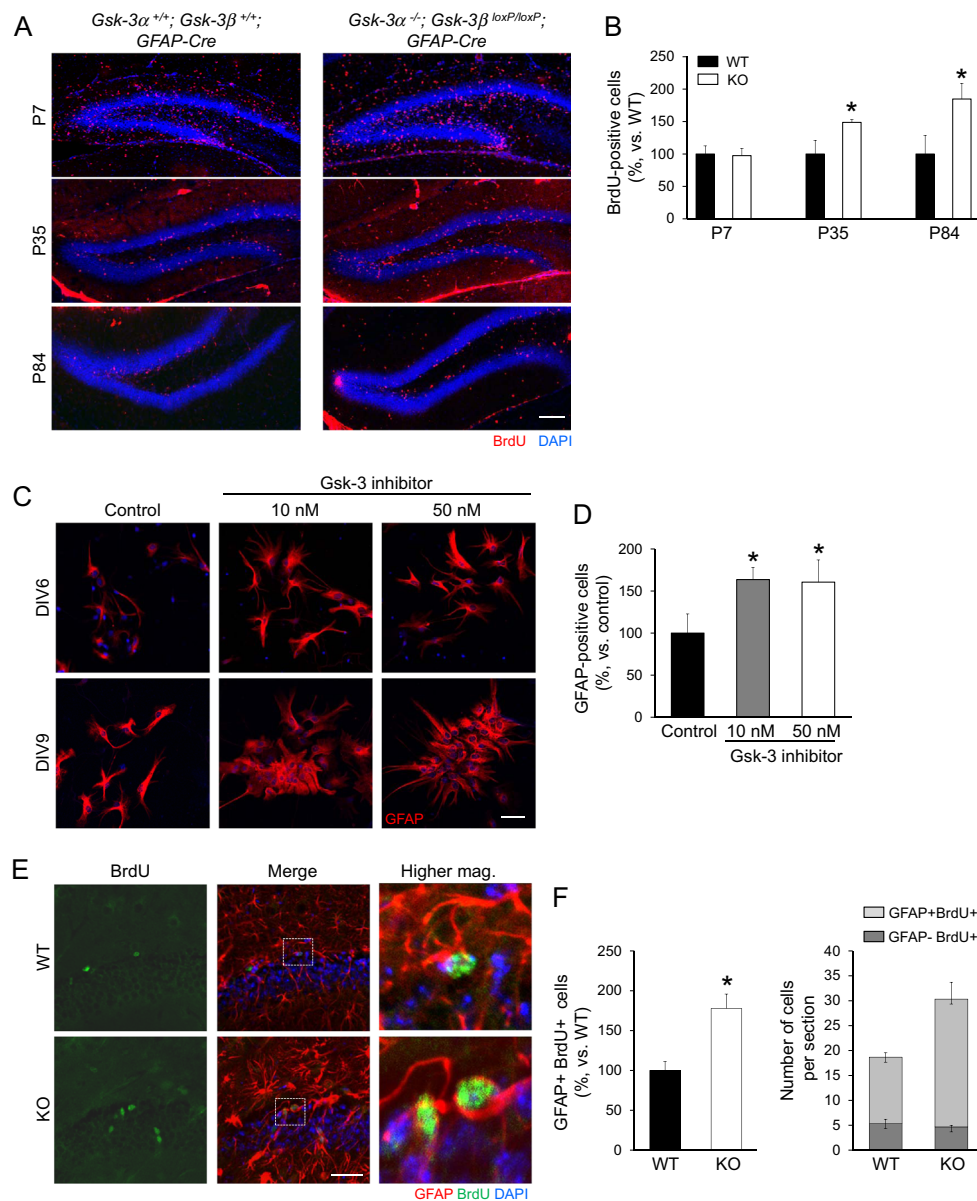 A
Gsk-3α +/+; Gsk-3β +/+;
GFAP-Cre
Gsk-3α -/-; Gsk-3β loxP/loxP;
GFAP-Cre
P7
P35
P84
BrdU DAPI
B
WT
KO
BrdU-positive cells
(%, vs. WT)
250
200
150
100
50
0
*
*
P7 P35 P84
C
Gsk-3 inhibitor
Control 10 nM 50 nM
DIV6
DIV9
GFAP
D
GFAP-positive cells
(%, vs. control)
200
150
100
50
0
*
*
Control 10 nM 50 nM
Gsk-3 inhibitor
E
BrdU Merge Higher mag.
WT
KO
GFAP BrdU DAPI
F
GFAP+ BrdU+ cells
(%, vs. WT)
250
200
150
100
50
0
*
WT KO
GFAP+BrdU+
GFAP- BrdU+
Number of cells
per section
40
35
30
25
20
15
10
5
0
WT KO